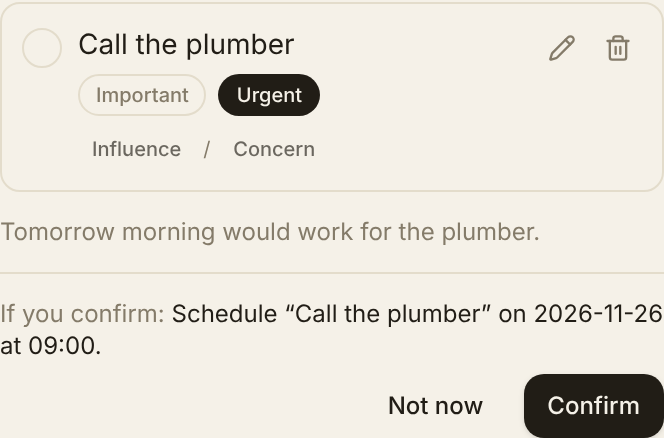 Call the plumber
Important Urgent
Influence / Concern
Tomorrow morning would work for the plumber.
If you confirm: Schedule “Call the plumber” on 2026-11-26
at 09:00.
Not now Confirm